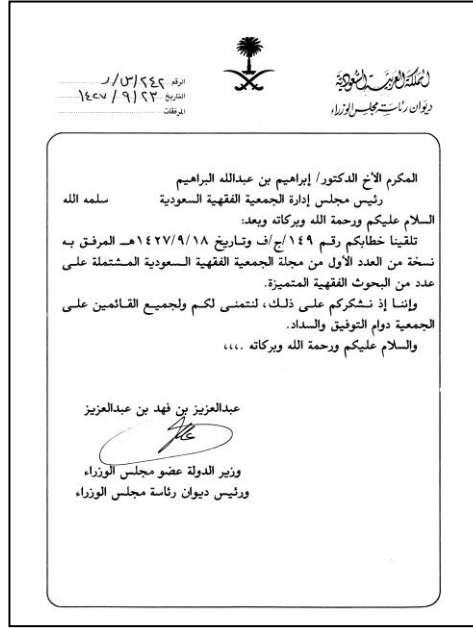 المملكة العربية السعودية
ديوان رئاسة مجلس الوزراء
الرقم ٢٤٢/س/ر
التاريخ ٢٣ / ٩ / ١٤٢٧
المرفقات
المكرم الأخ الدكتور/ إبراهيم بن عبدالله البراهيم
رئيس مجلس إدارة الجمعية الفقهية السعودية سلمه الله
السلام عليكم ورحمة الله وبركاته وبعد:
تلقينا خطابكم رقم ١٤٩/ج/ف وتاريخ ١٤٢٧/٩/١٨هـ المرفق به
نسخة من العدد الأول من مجلة الجمعية الفقهية السعودية المشتملة على
عدد من البحوث الفقهية المتميزة.
وإننا إذ نشكركم على ذلك، لنتمنى لكم ولجميع القائمين على
الجمعية دوام التوفيق والسداد.
والسلام عليكم ورحمة الله وبركاته ،،،،
عبدالعزيز بن فهد بن عبدالعزيز
وزير الدولة عضو مجلس الوزراء
ورئيس ديوان رئاسة مجلس الوزراء